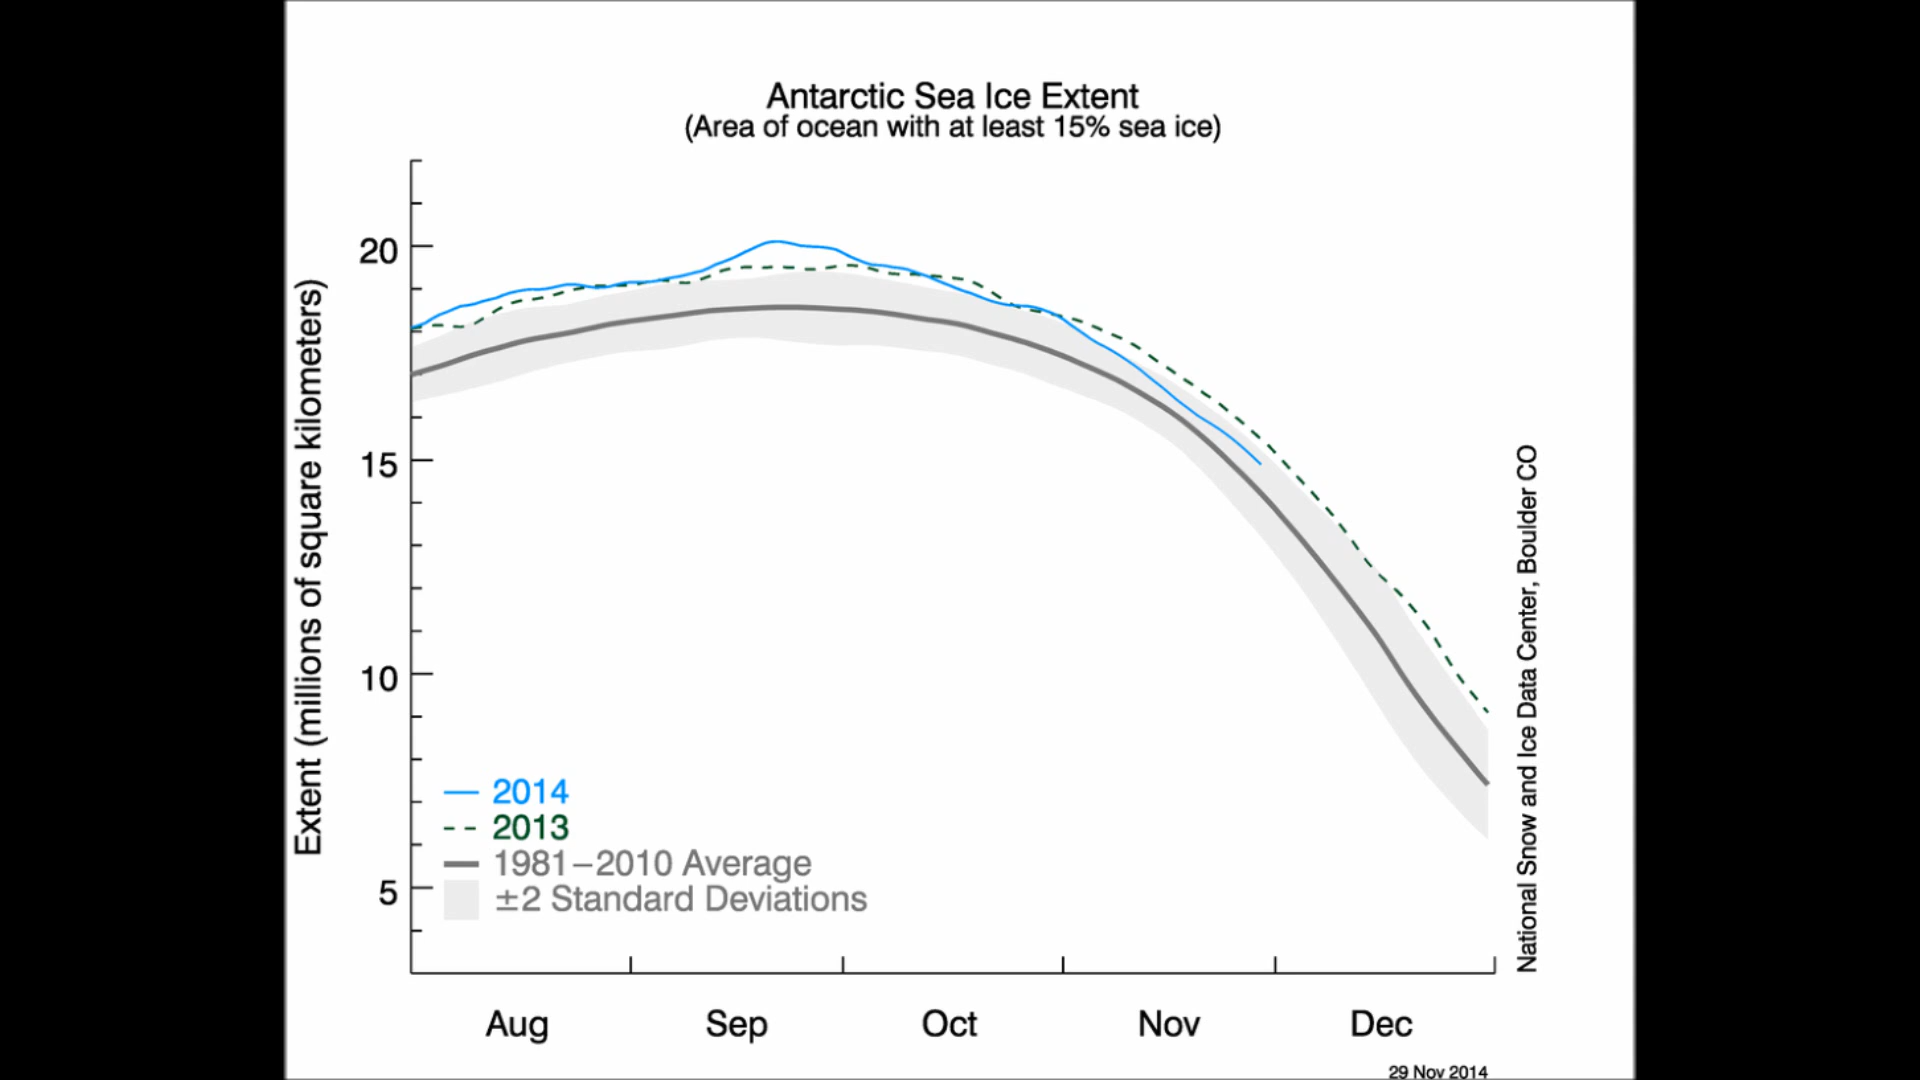 Antarctic Sea Ice Extent
(Area of ocean with at least 15% sea ice)
Extent (millions of square kilometers)
20
15
10
5
2014
2013
1981–2010 Average
±2 Standard Deviations
Aug Sep Oct Nov Dec
National Snow and Ice Data Center, Boulder CO
29 Nov 2014